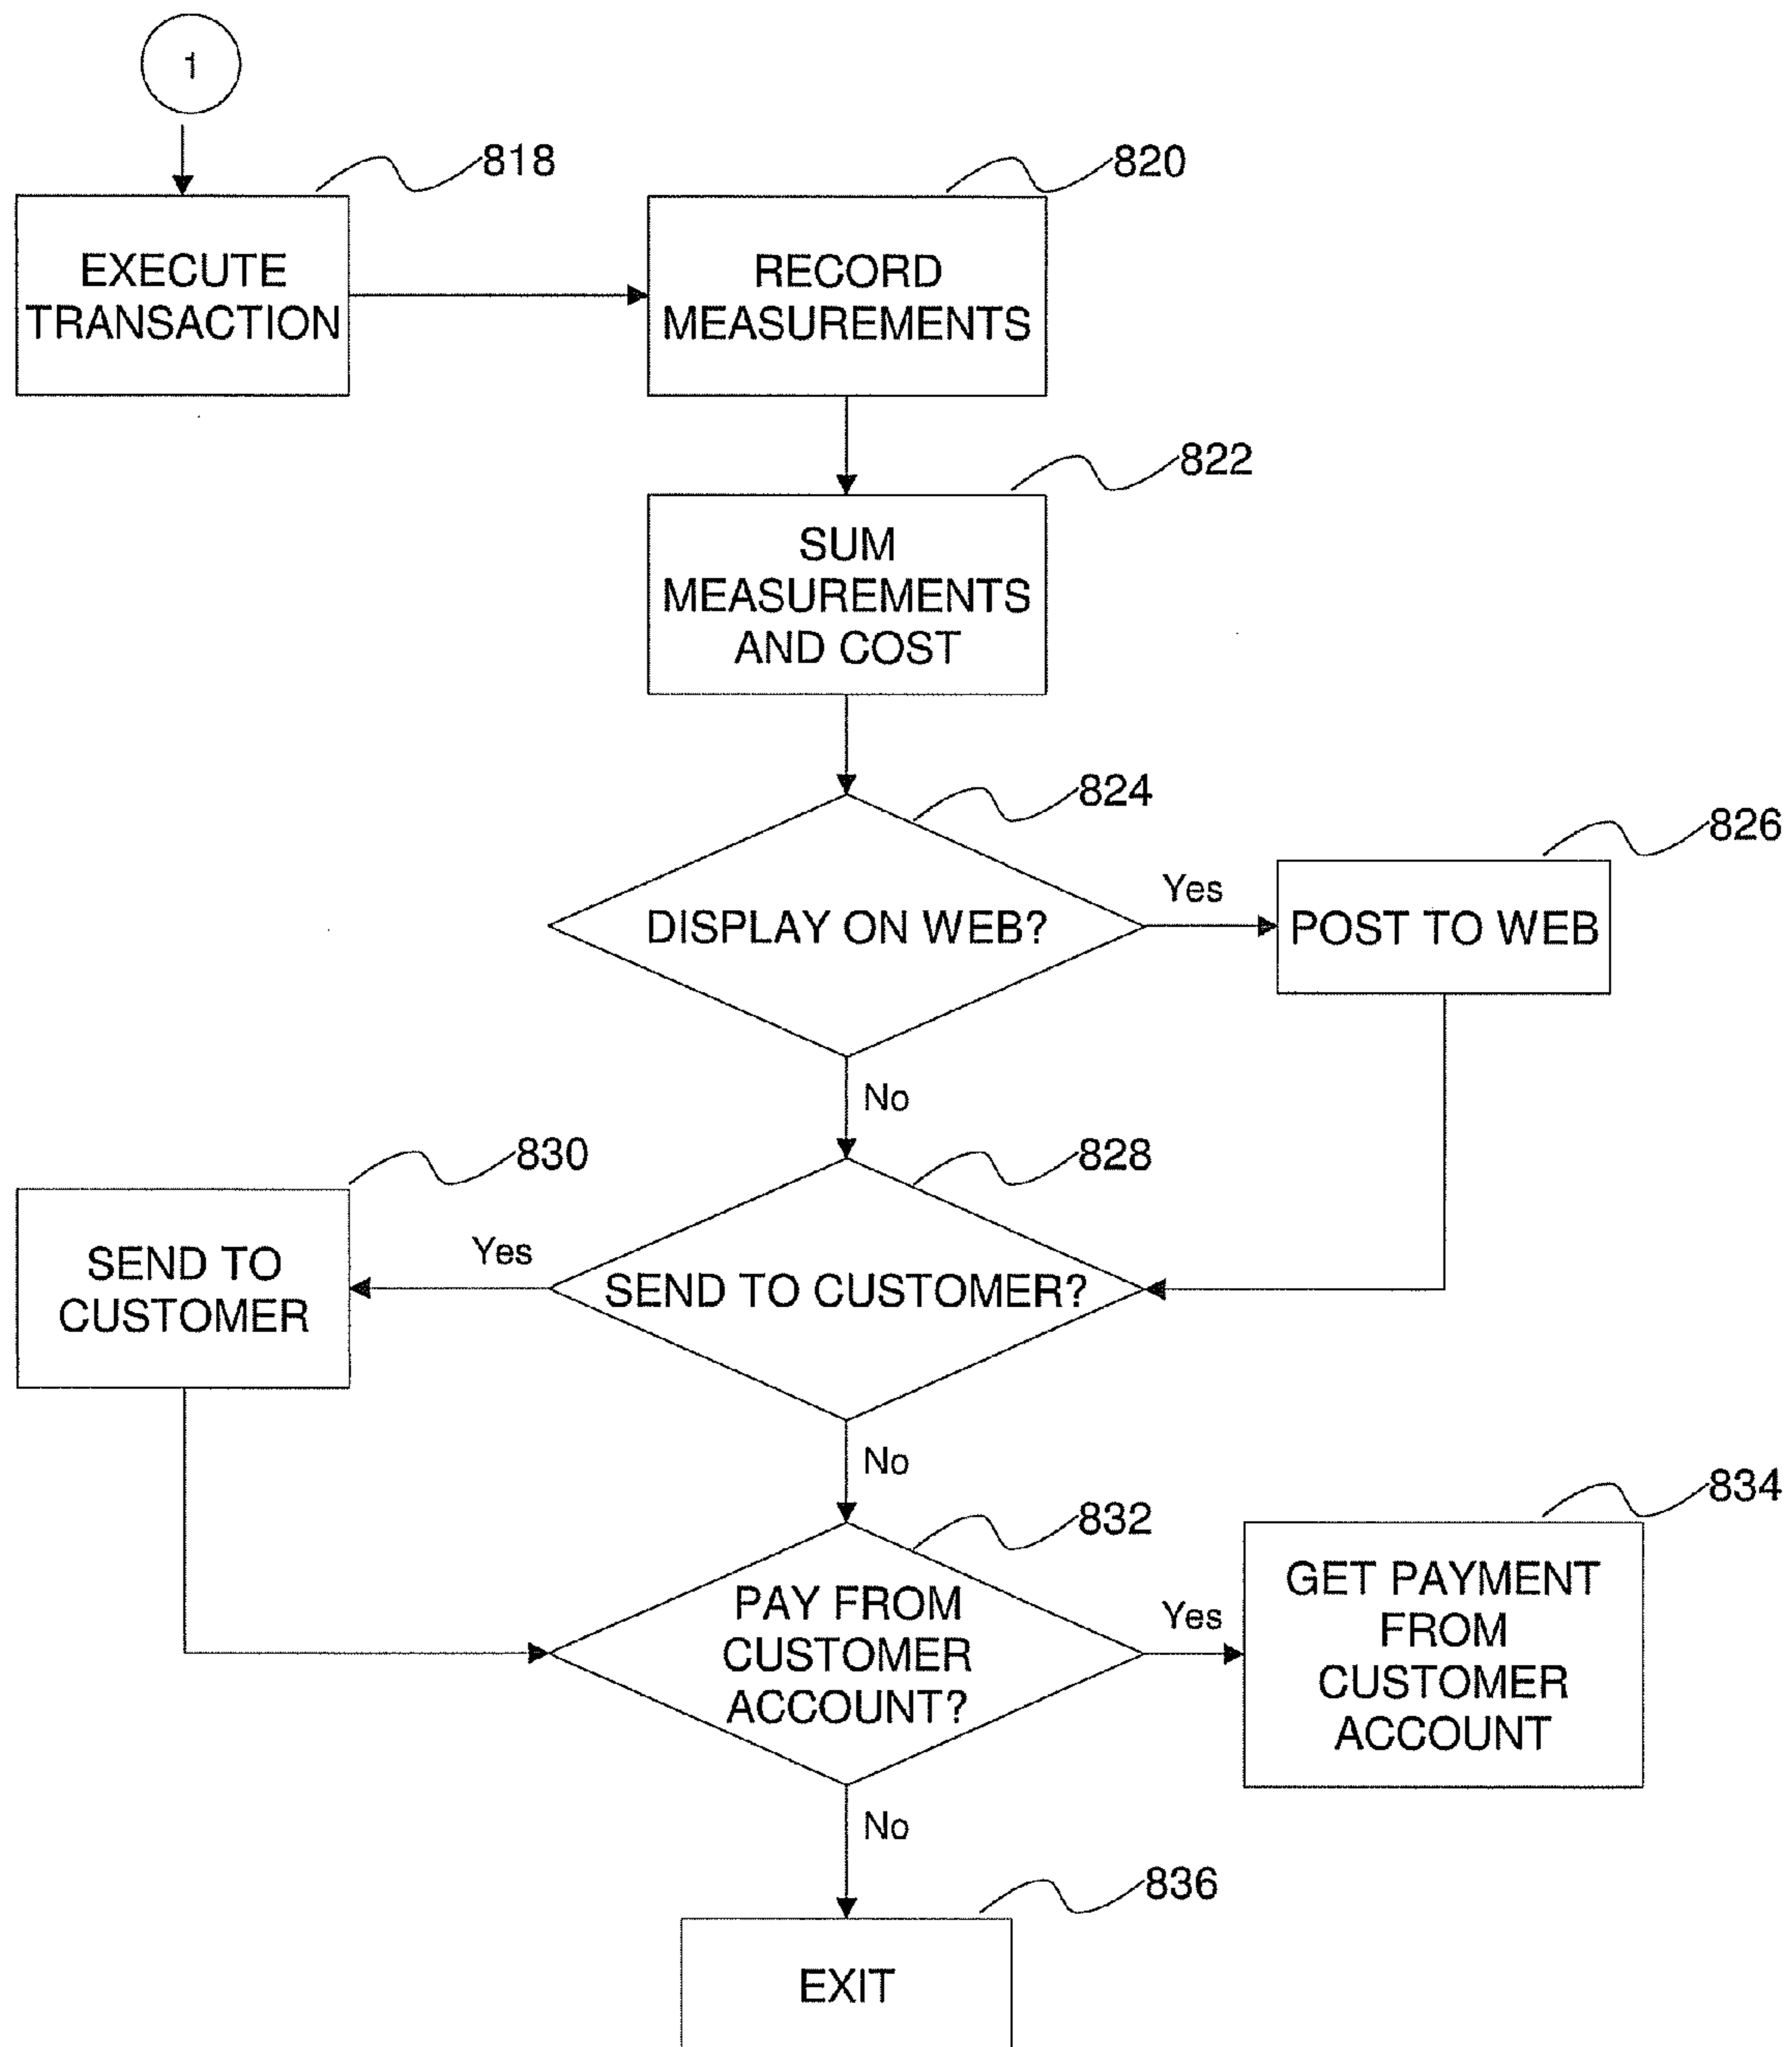 1
818
EXECUTE
TRANSACTION
820
RECORD
MEASUREMENTS
822
SUM
MEASUREMENTS
AND COST
824
DISPLAY ON WEB?
Yes
826
POST TO WEB
No
828
SEND TO CUSTOMER?
Yes
830
SEND TO
CUSTOMER
No
832
PAY FROM
CUSTOMER
ACCOUNT?
Yes
834
GET PAYMENT
FROM
CUSTOMER
ACCOUNT
No
836
EXIT